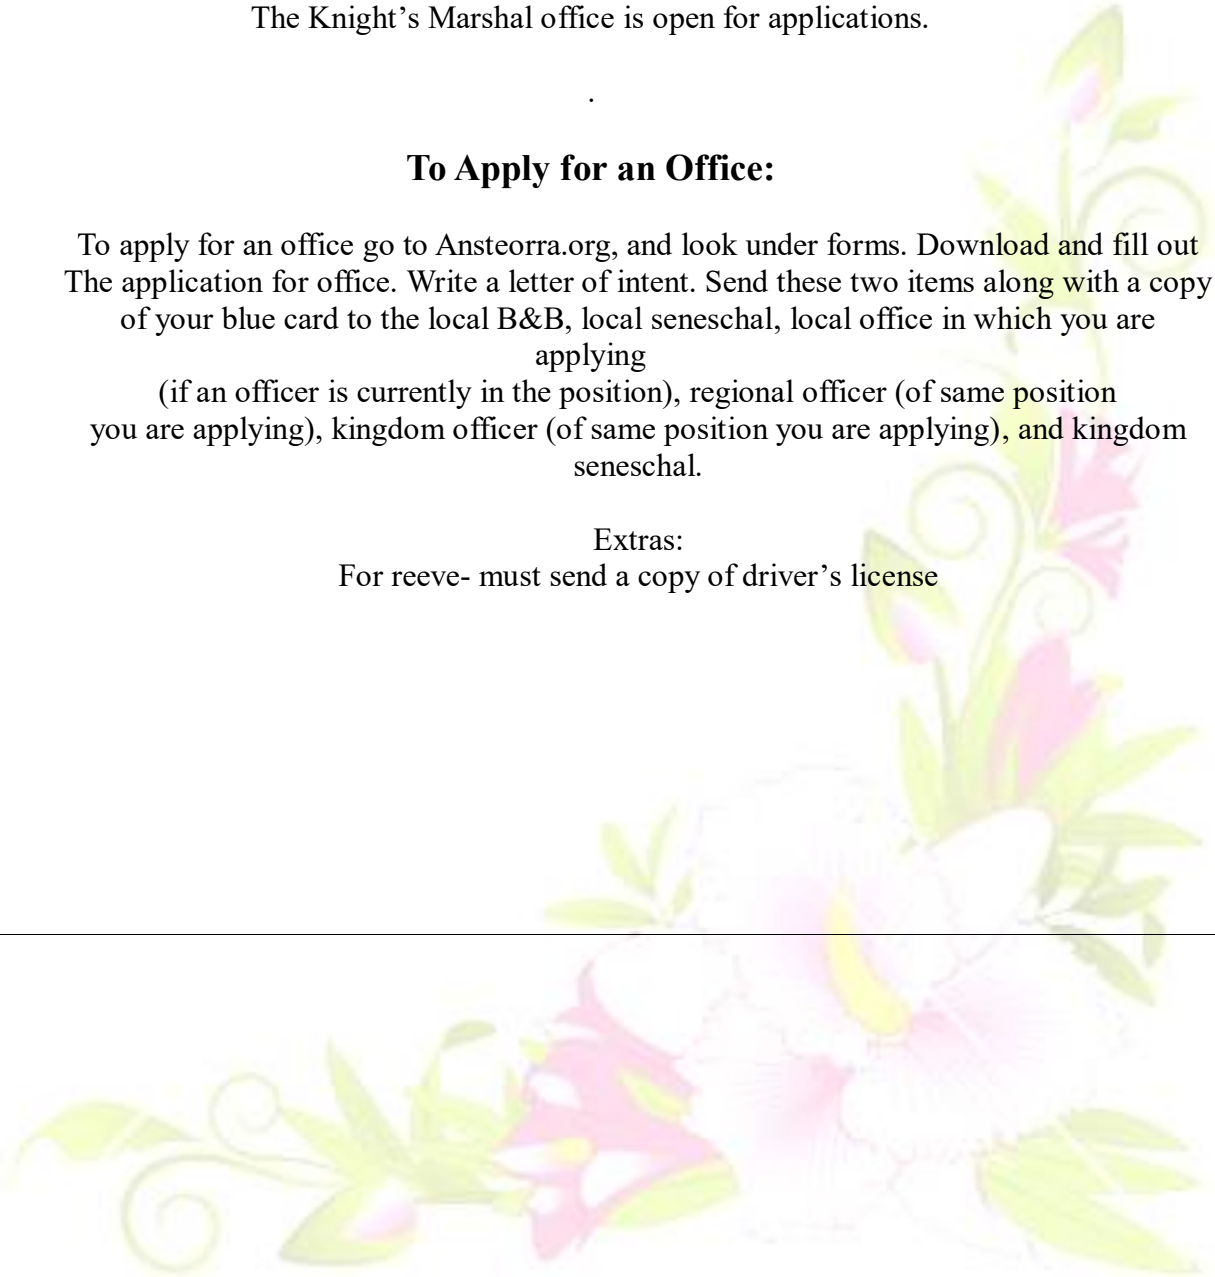 The Knight’s Marshal office is open for applications.
.
To Apply for an Office:
To apply for an office go to Ansteorra.org, and look under forms. Download and fill out
The application for office. Write a letter of intent. Send these two items along with a copy
of your blue card to the local B&B, local seneschal, local office in which you are
applying
(if an officer is currently in the position), regional officer (of same position
you are applying), kingdom officer (of same position you are applying), and kingdom
seneschal.
Extras:
For reeve- must send a copy of driver’s license